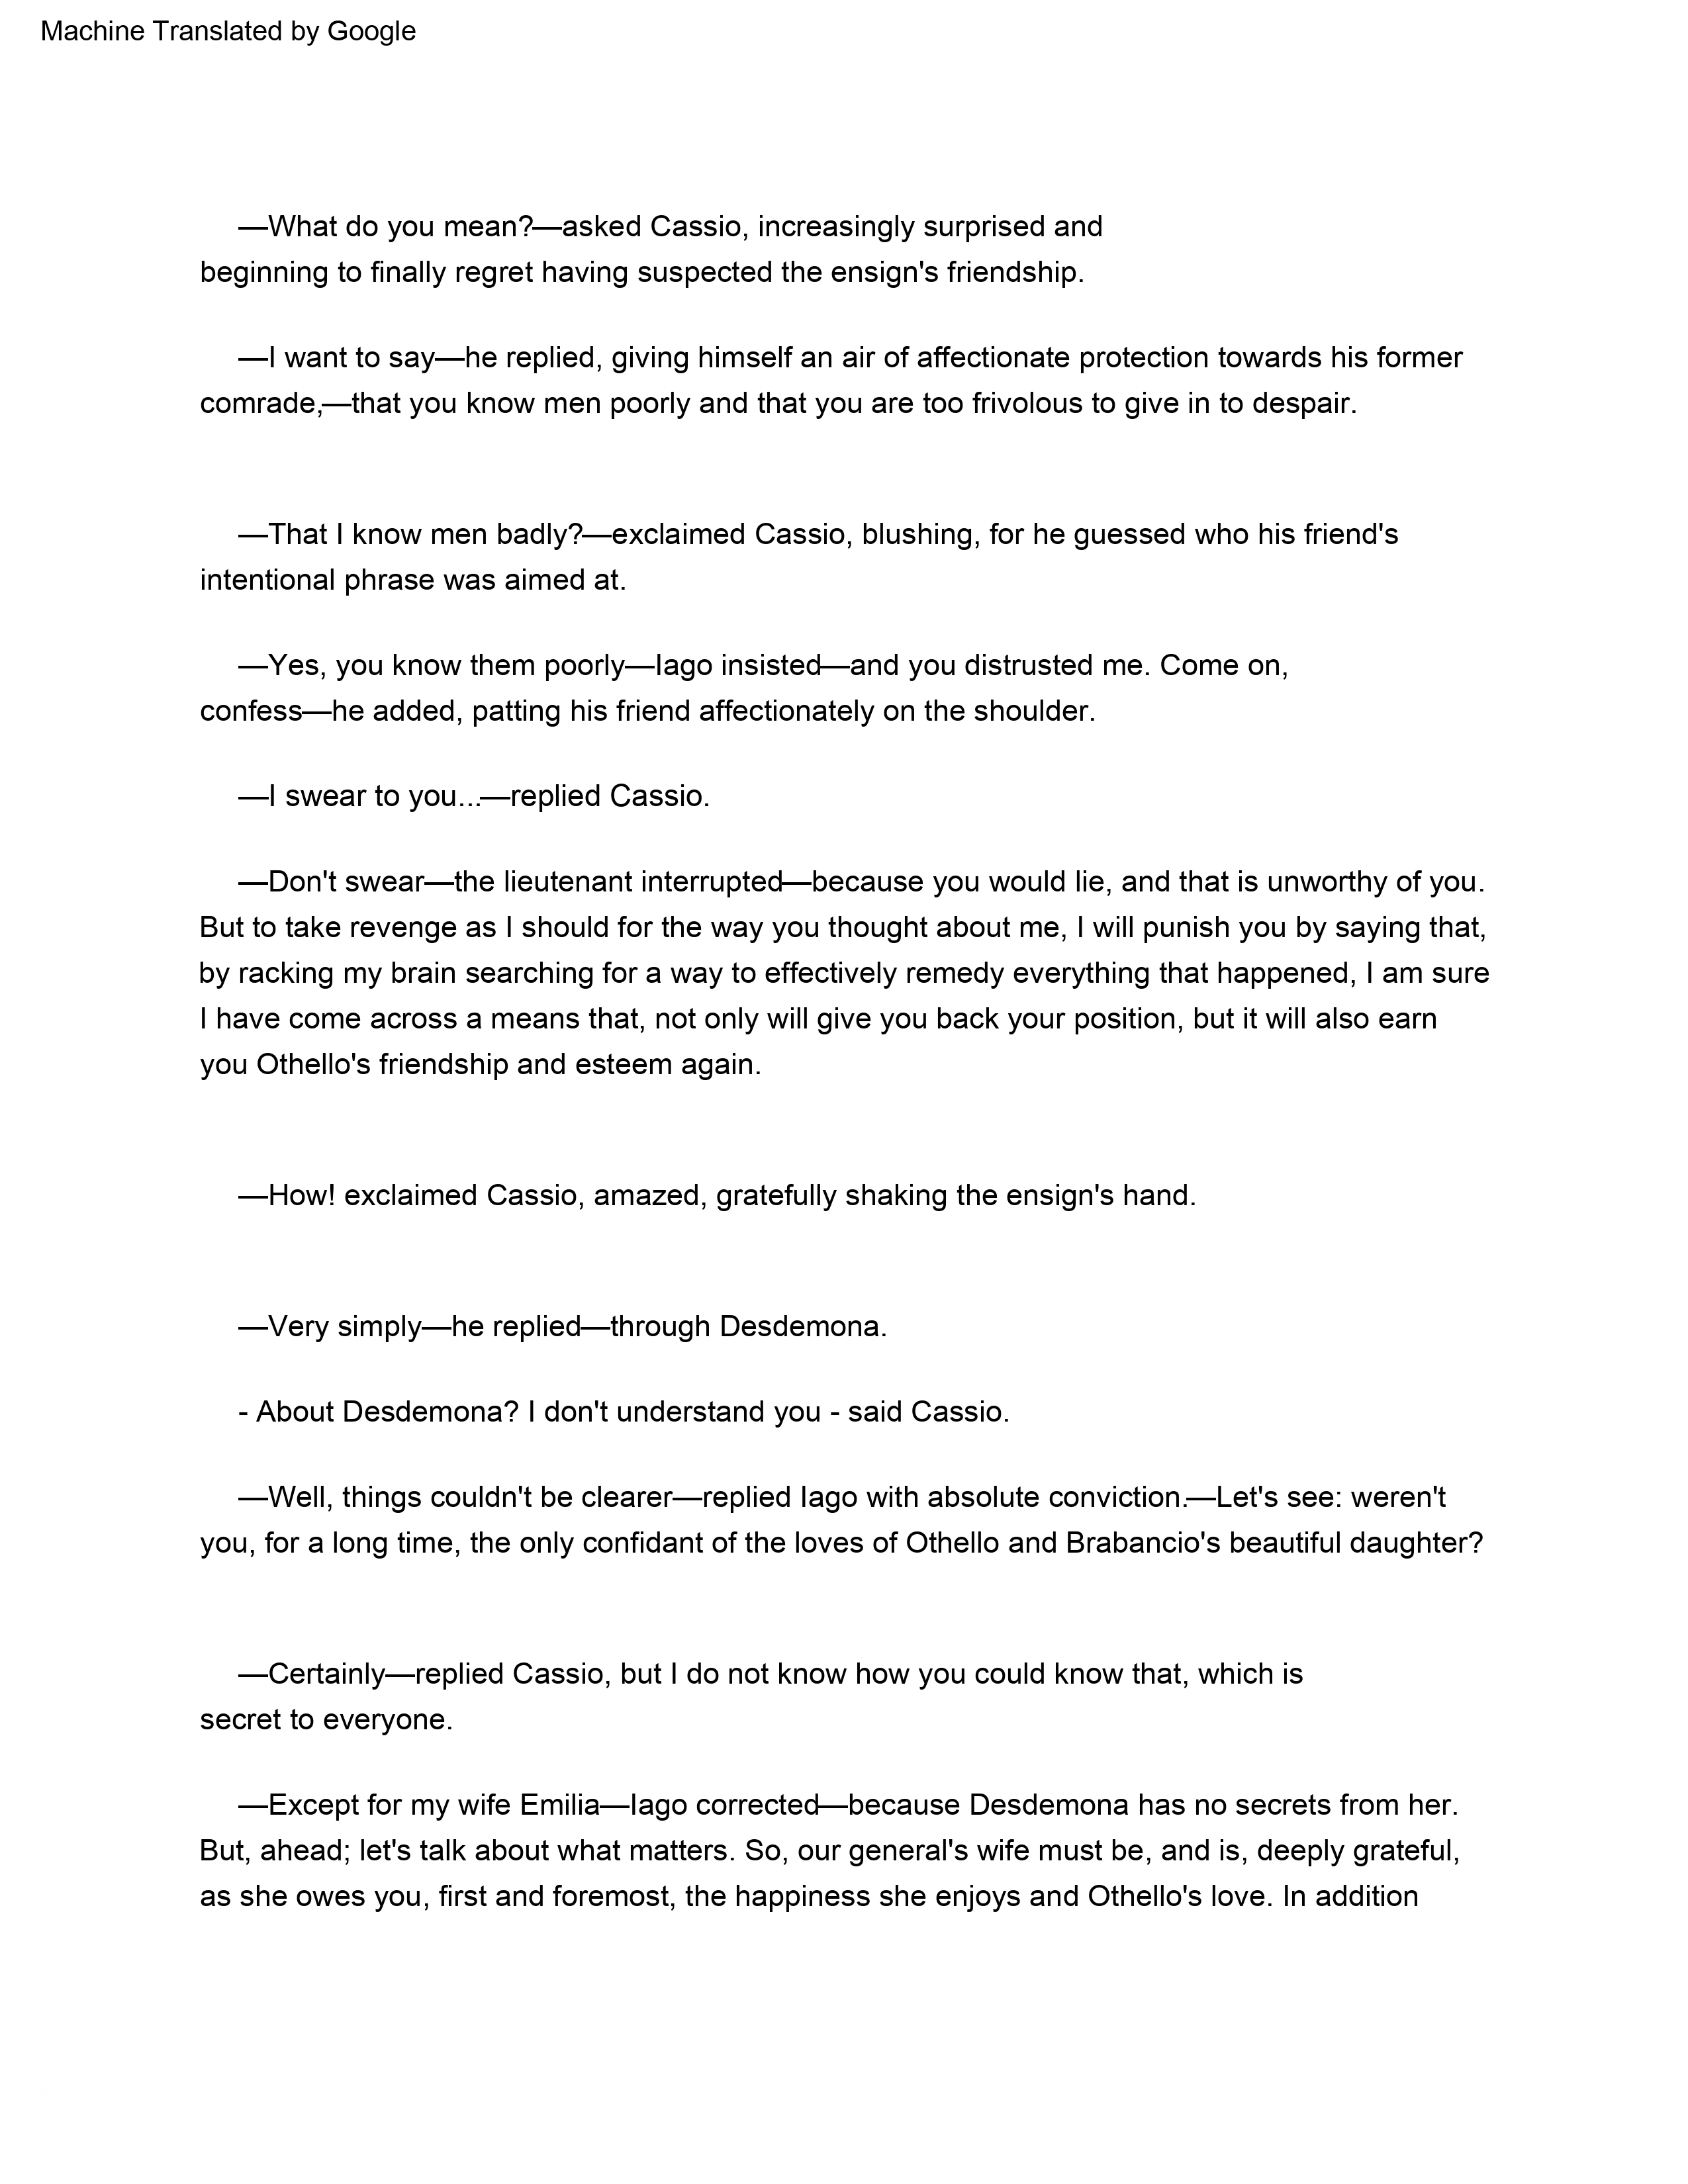 Machine Translated by Google
—What do you mean?—asked Cassio, increasingly surprised and
beginning to finally regret having suspected the ensign's friendship.
—I want to say—he replied, giving himself an air of affectionate protection towards his former
comrade,—that you know men poorly and that you are too frivolous to give in to despair.
—That I know men badly?—exclaimed Cassio, blushing, for he guessed who his friend's
intentional phrase was aimed at.
—Yes, you know them poorly—Iago insisted—and you distrusted me. Come on,
confess—he added, patting his friend affectionately on the shoulder.
—I swear to you...—replied Cassio.
—Don't swear—the lieutenant interrupted—because you would lie, and that is unworthy of you.
But to take revenge as I should for the way you thought about me, I will punish you by saying that,
by racking my brain searching for a way to effectively remedy everything that happened, I am sure
I have come across a means that, not only will give you back your position, but it will also earn
you Othello's friendship and esteem again.
—How! exclaimed Cassio, amazed, gratefully shaking the ensign's hand.
—Very simply—he replied—through Desdemona.
- About Desdemona? I don't understand you - said Cassio.
—Well, things couldn't be clearer—replied Iago with absolute conviction.—Let's see: weren't
you, for a long time, the only confidant of the loves of Othello and Brabancio's beautiful daughter?
—Certainly—replied Cassio, but I do not know how you could know that, which is
secret to everyone.
—Except for my wife Emilia—Iago corrected—because Desdemona has no secrets from her.
But, ahead; let's talk about what matters. So, our general's wife must be, and is, deeply grateful,
as she owes you, first and foremost, the happiness she enjoys and Othello's love. In addition